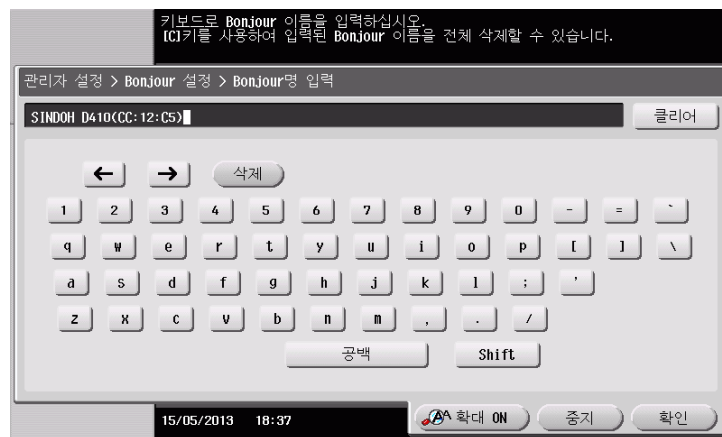 키보드로 Bonjour 이름을 입력하십시오.
[C]키를 사용하여 입력된 Bonjour 이름을 전체 삭제할 수 있습니다.
관리자 설정 > Bonjour 설정 > Bonjour명 입력
SINDOH D410(CC:12:C5) 클리어
← → 삭제
1 2 3 4 5 6 7 8 9 0 - = `
q w e r t y u i o p [ ] \
a s d f g h j k l ; '
z x c v b n m , . /
공백 Shift
15/05/2013 18:37 확대 ON 중지 확인